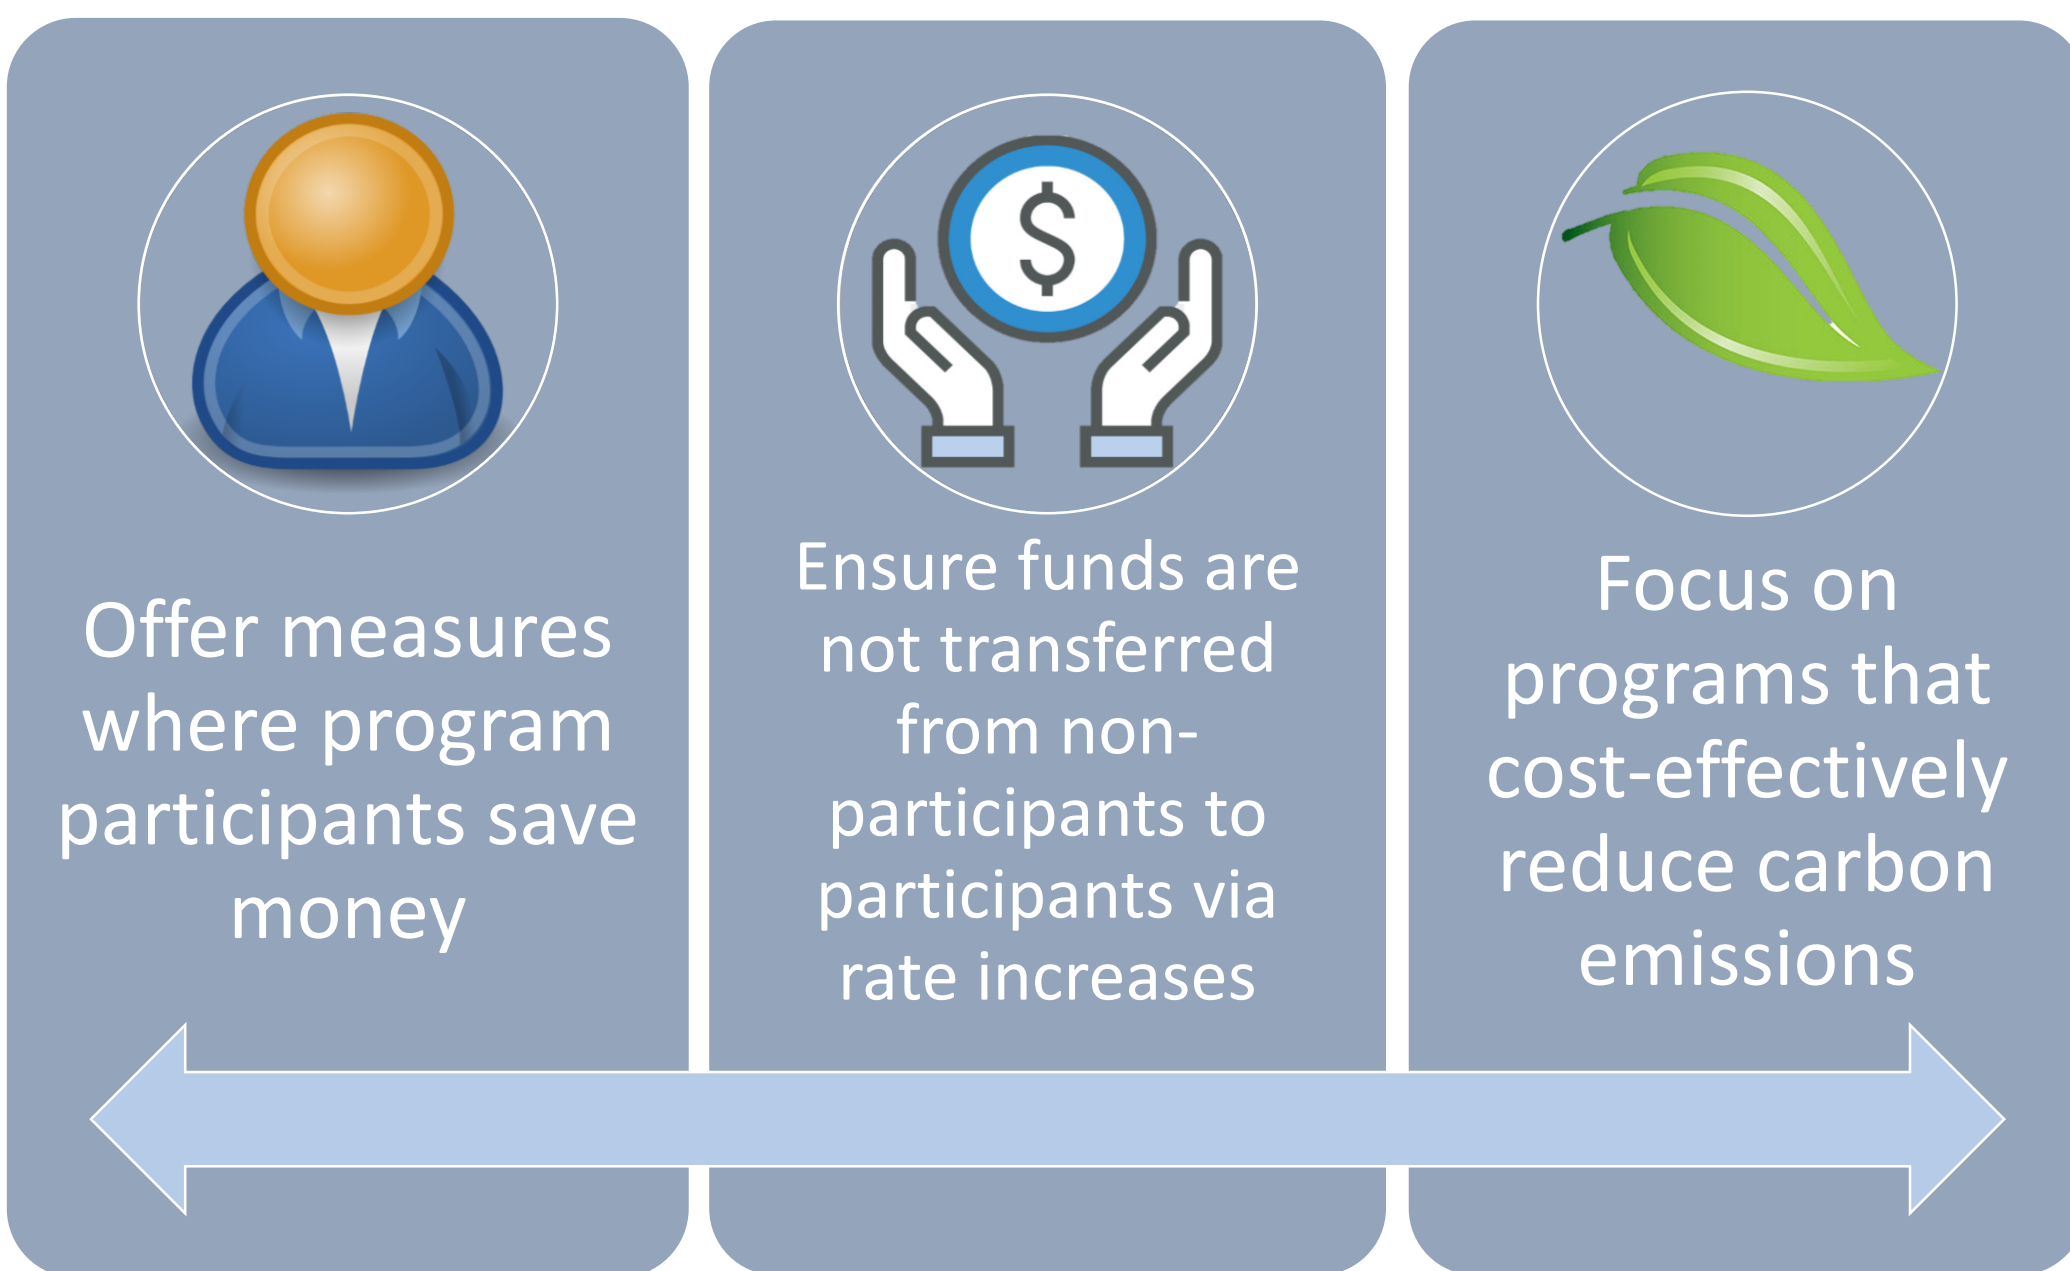 Offer measures
where program
participants save
money
$
Ensure funds are
not transferred
from non-
participants to
participants via
rate increases
Focus on
programs that
cost-effectively
reduce carbon
emissions